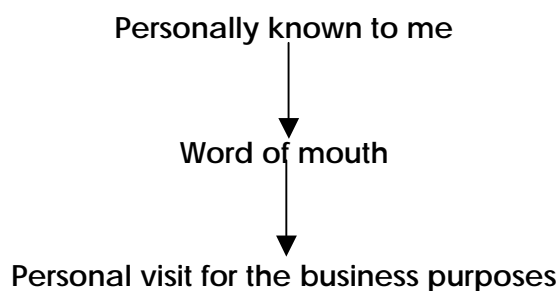 Personally known to me
Word of mouth
Personal visit for the business purposes